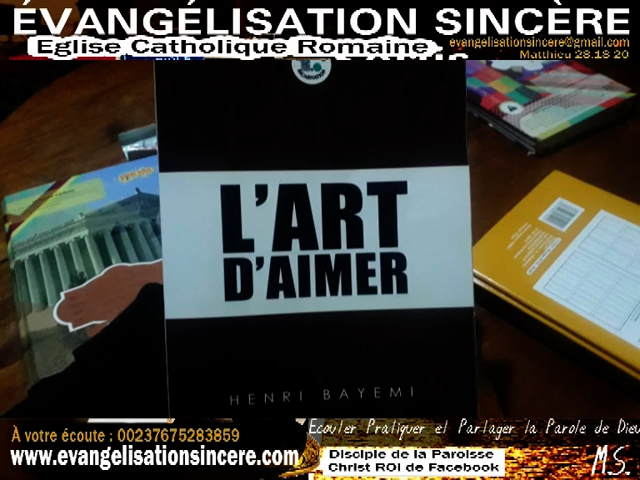 ÉVANGÉLISATION SINCÈRE
Eglise Catholique Romaine
evangelisationsincere@gmail.com
Matthieu 28.18 20
L'ART
D'AIMER
HENRI BAYEMI
À votre écoute : 00237675283859
www.evangelisationsincere.com
Ecouter Pratiquer et Partager la Parole de Dieu
Disciple de la Paroisse
Christ ROI de Facebook
M.S.